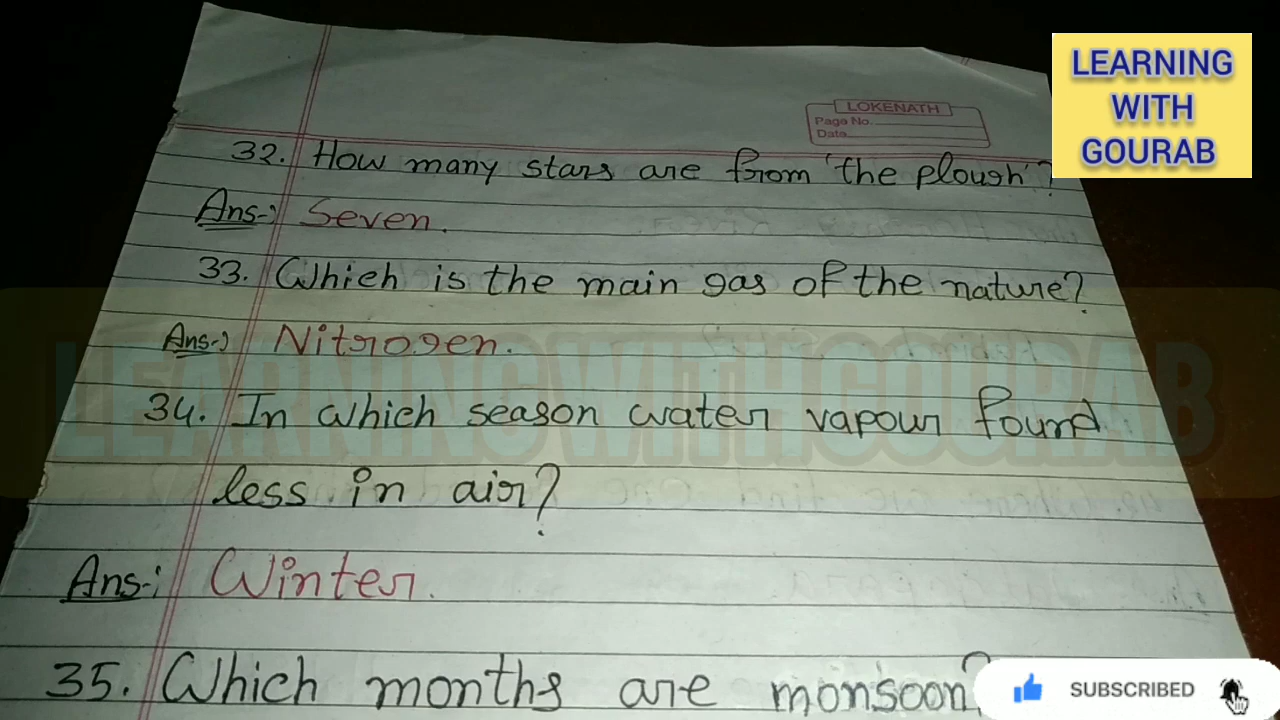 LEARNING
WITH
GOURAB
LOKENATH
Page No.
Date
32. How many stars are from 'the plough'?
Ans-: Seven.
33. Which is the main gas of the nature?
Ans-: Nitrogen.
LEARNINGWITHGOURAB
34. In which season water vapour found
less in air?
Ans-: Winter.
35. Which months are monsoon?
SUBSCRIBED